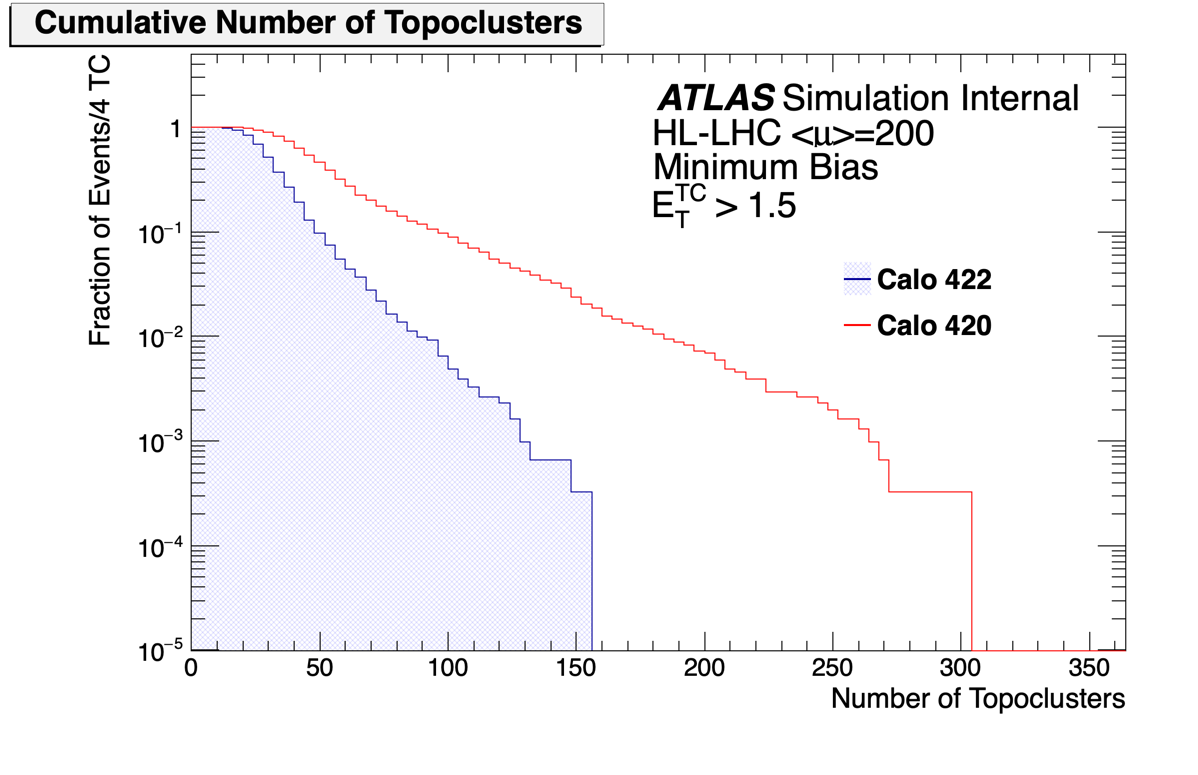 Cumulative Number of Topoclusters
Fraction of Events/4 TC
ATLAS Simulation Internal
HL-LHC <μ>=200
Minimum Bias
E_T^TC > 1.5
Calo 422
Calo 420
1
10⁻¹
10⁻²
10⁻³
10⁻⁴
10⁻⁵
0 50 100 150 200 250 300 350
Number of Topoclusters